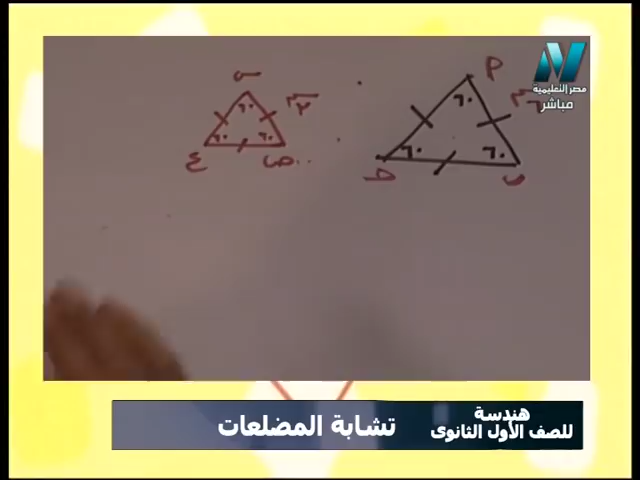 مصر التعليمية
مباشر
٦٠
٦٠
٦٠
٦٠
٦٠
٦٠
س
ص
ع
هندسة
للصف الأول الثانوى
تشابة المضلعات